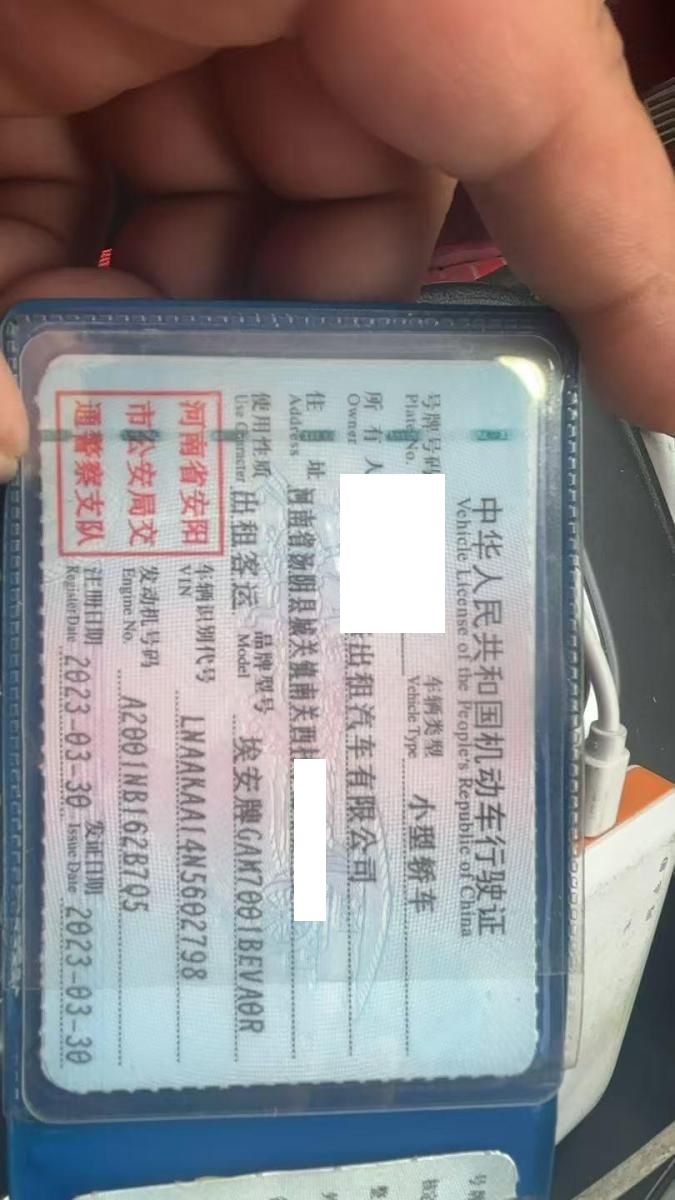 中华人民共和国机动车行驶证
Vehicle License of the People's Republic of China
号牌号码
Plate No.
车辆类型 小型轿车
Vehicle Type
所有人 出租汽车有限公司
Owner
住址 河南省汤阴县城关镇南关西
Address
使用性质 出租客运 品牌型号 埃安牌GAM7001BEVA0R
Use Character Model
河南省安阳
市公安局交
通警察支队
车辆识别代号 LNAAKAA14N5602798
VIN
发动机号码 A2001NB162B705
Engine No.
注册日期 2023-03-30 发证日期 2023-03-30
Register Date Issue Date